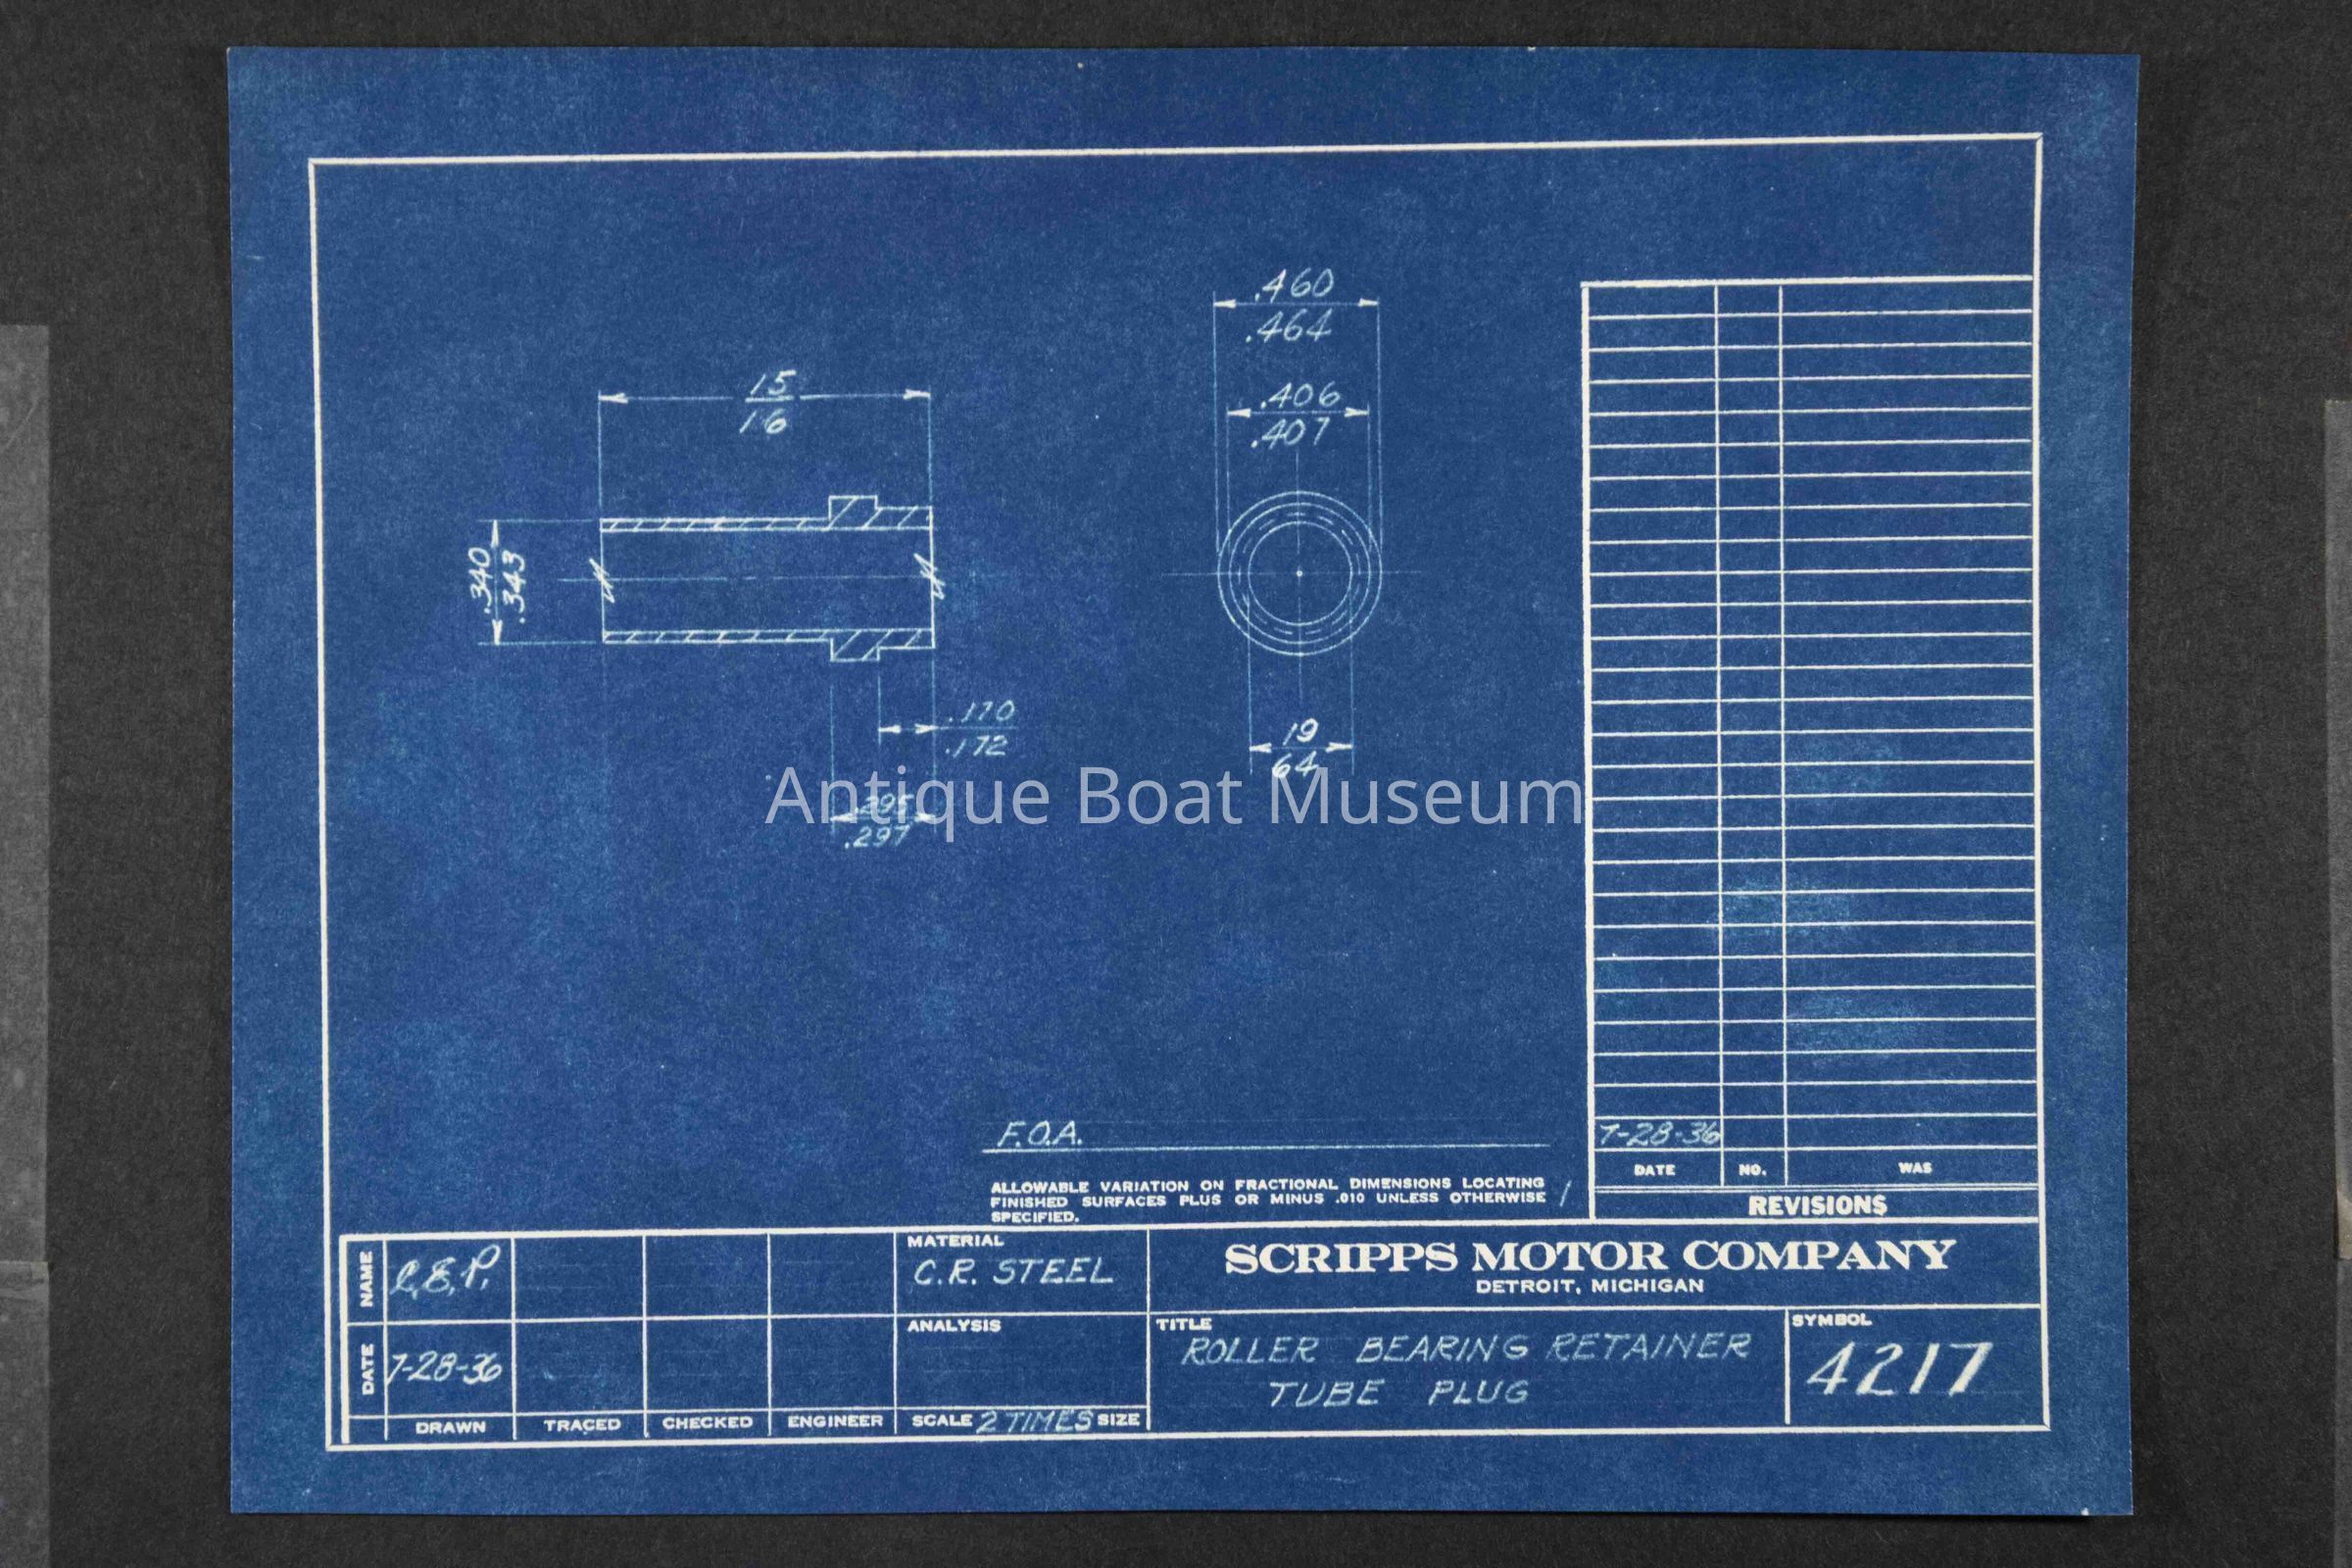 .460
.464
.406
.407
15
16
.340
.343
.170
.172
19
64
.295
.297
Antique Boat Museum
F.O.A.
ALLOWABLE VARIATION ON FRACTIONAL DIMENSIONS LOCATING
FINISHED SURFACES PLUS OR MINUS .010 UNLESS OTHERWISE
SPECIFIED.
7-28-36
DATE NO. WAS
REVISIONS
NAME C.E.P.
DATE 7-28-36
DRAWN TRACED CHECKED ENGINEER
MATERIAL
C.R. STEEL
ANALYSIS
SCALE 2 TIMES SIZE
SCRIPPS MOTOR COMPANY
DETROIT, MICHIGAN
TITLE
ROLLER BEARING RETAINER
TUBE PLUG
SYMBOL
4217